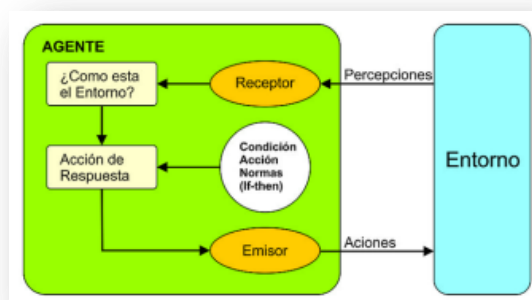 AGENTE
¿Como esta
el Entorno?
Receptor
Percepciones
Condición
Acción
Normas
(If-then)
Acción de
Respuesta
Entorno
Emisor
Aciones